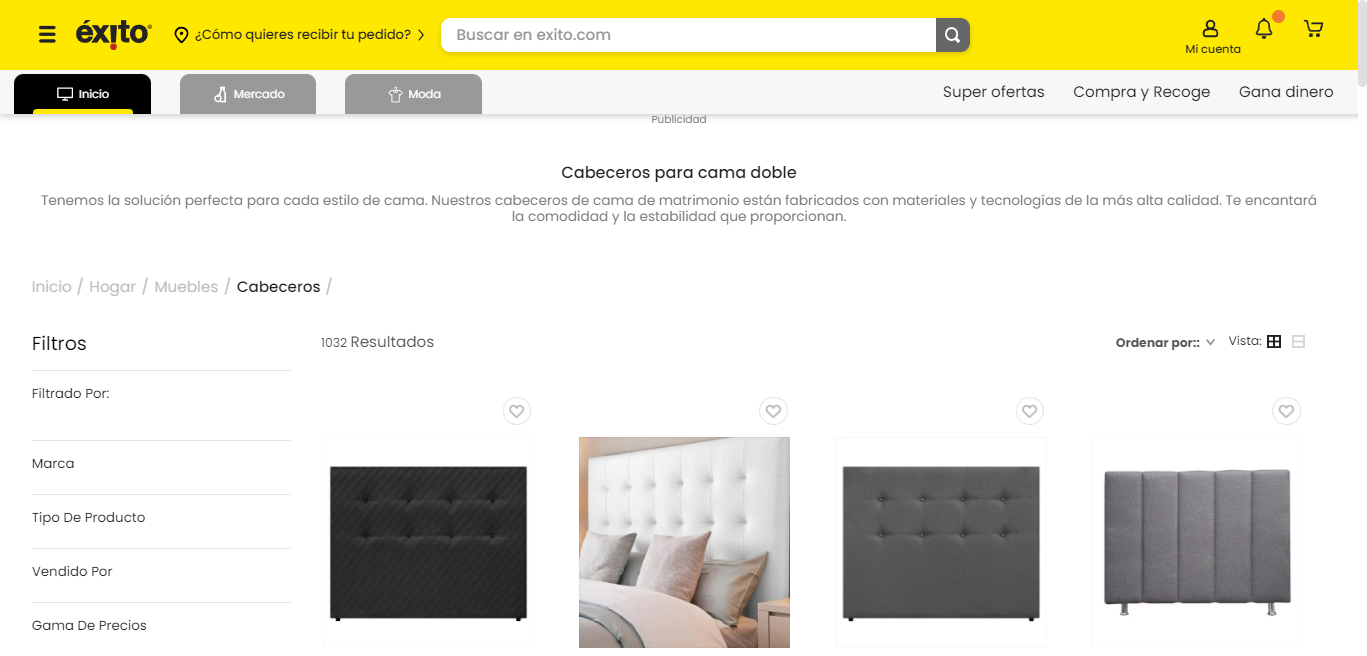 éxito
¿Cómo quieres recibir tu pedido?
Buscar en exito.com
Mi cuenta
Inicio
Mercado
Moda
Super ofertas
Compra y Recoge
Gana dinero
Publicidad
Cabeceros para cama doble
Tenemos la solución perfecta para cada estilo de cama. Nuestros cabeceros de cama de matrimonio están fabricados con materiales y tecnologías de la más alta calidad. Te encantará
la comodidad y la estabilidad que proporcionan.
Inicio / Hogar / Muebles / Cabeceros /
Filtros
1032 Resultados
Ordenar por::
Vista:
Filtrado Por:
Marca
Tipo De Producto
Vendido Por
Gama De Precios